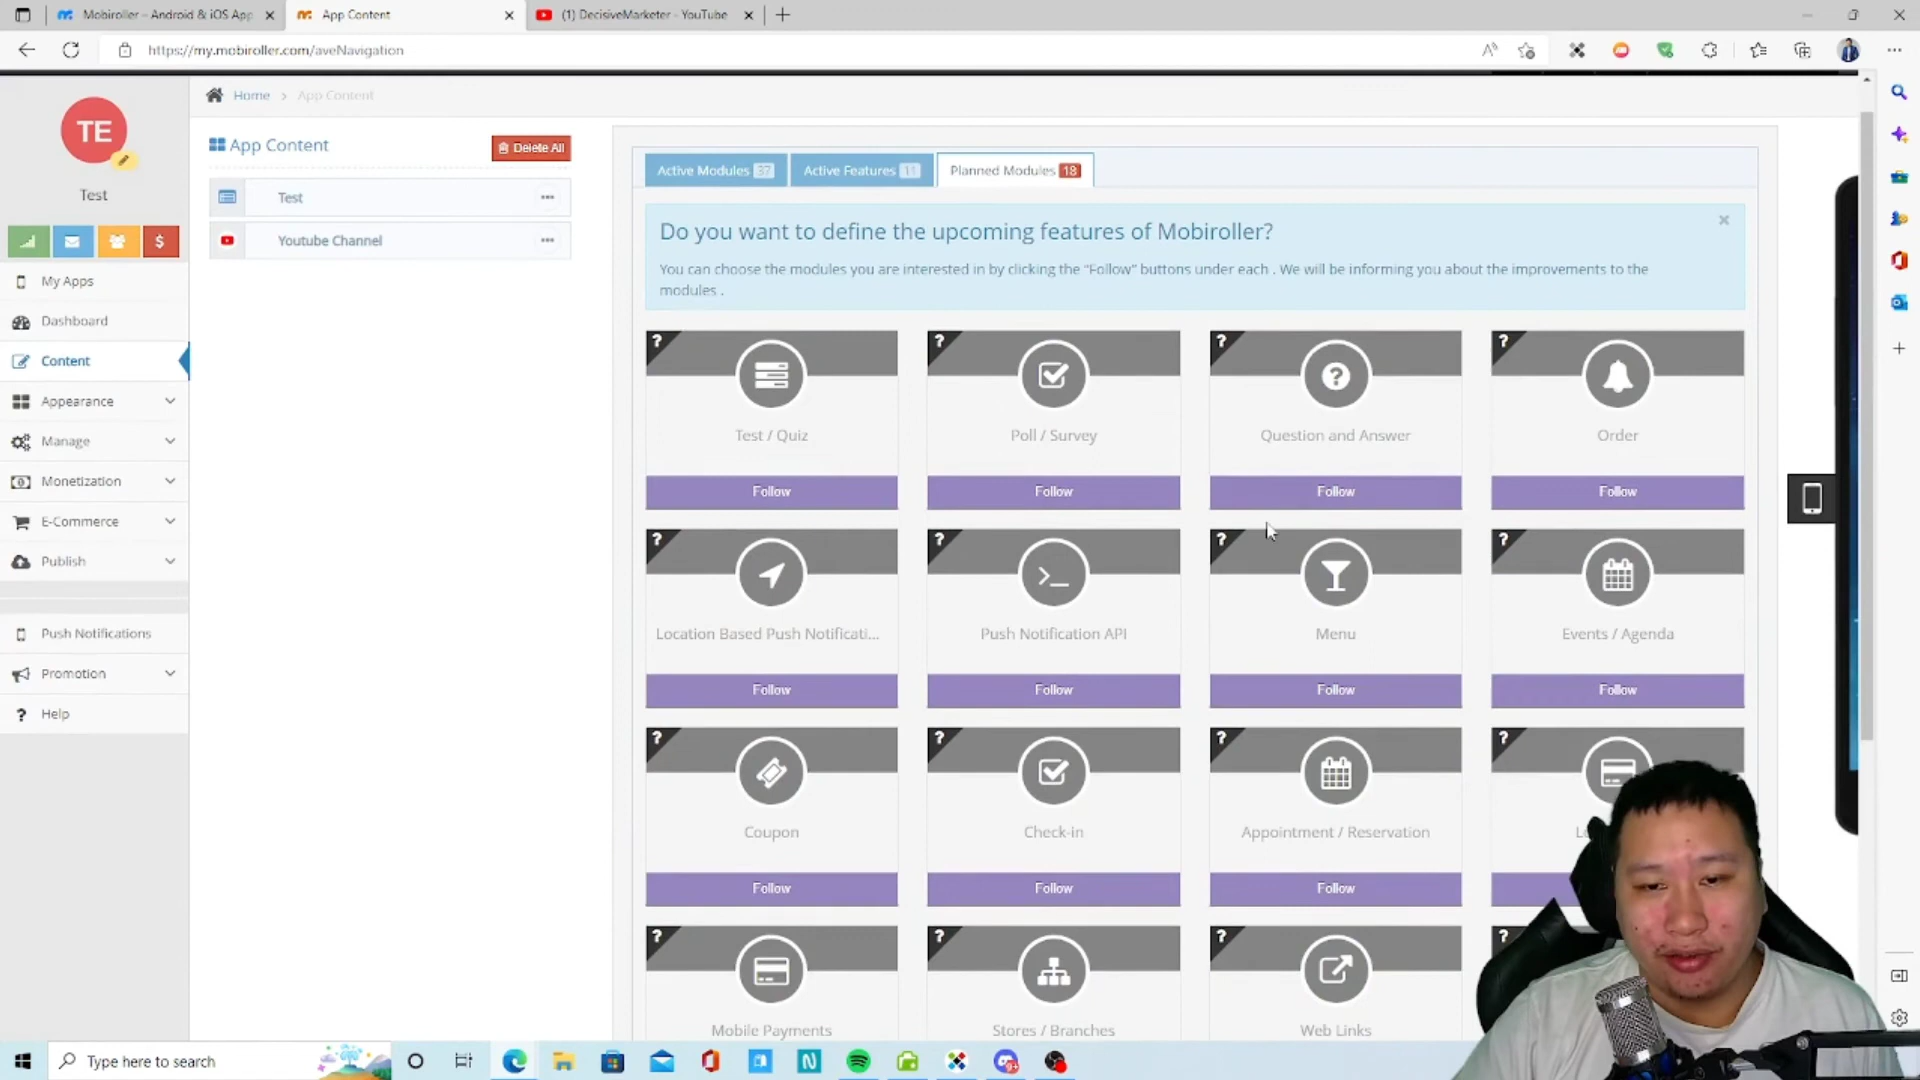 Mobiroller – Android & iOS App
App Content
(1) DecisiveMarketer - YouTube
https://my.mobiroller.com/aveNavigation
TE
Test
My Apps
Dashboard
Content
Appearance
Manage
Monetization
E-Commerce
Publish
Push Notifications
Promotion
Help
Home > App Content
App Content
Delete All
Test
Youtube Channel
Active Modules 37
Active Features 11
Planned Modules 18
Do you want to define the upcoming features of Mobiroller?
You can choose the modules you are interested in by clicking the "Follow" buttons under each . We will be informing you about the improvements to the
modules .
Test / Quiz
Poll / Survey
Question and Answer
Order
Follow
Follow
Follow
Follow
Location Based Push Notificati...
Push Notification API
Menu
Events / Agenda
Follow
Follow
Follow
Follow
Coupon
Check-in
Appointment / Reservation
Follow
Follow
Follow
Mobile Payments
Stores / Branches
Web Links
Type here to search